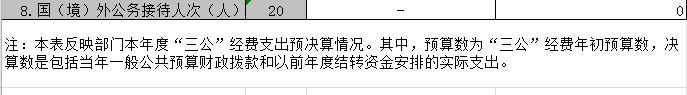 8.国（境）外公务接待人次（人） 20 – 0
注：本表反映部门本年度“三公”经费支出预决算情况。其中，预算数为“三公”经费年初预算数，决
算数是包括当年一般公共预算财政拨款和以前年度结转资金安排的实际支出。